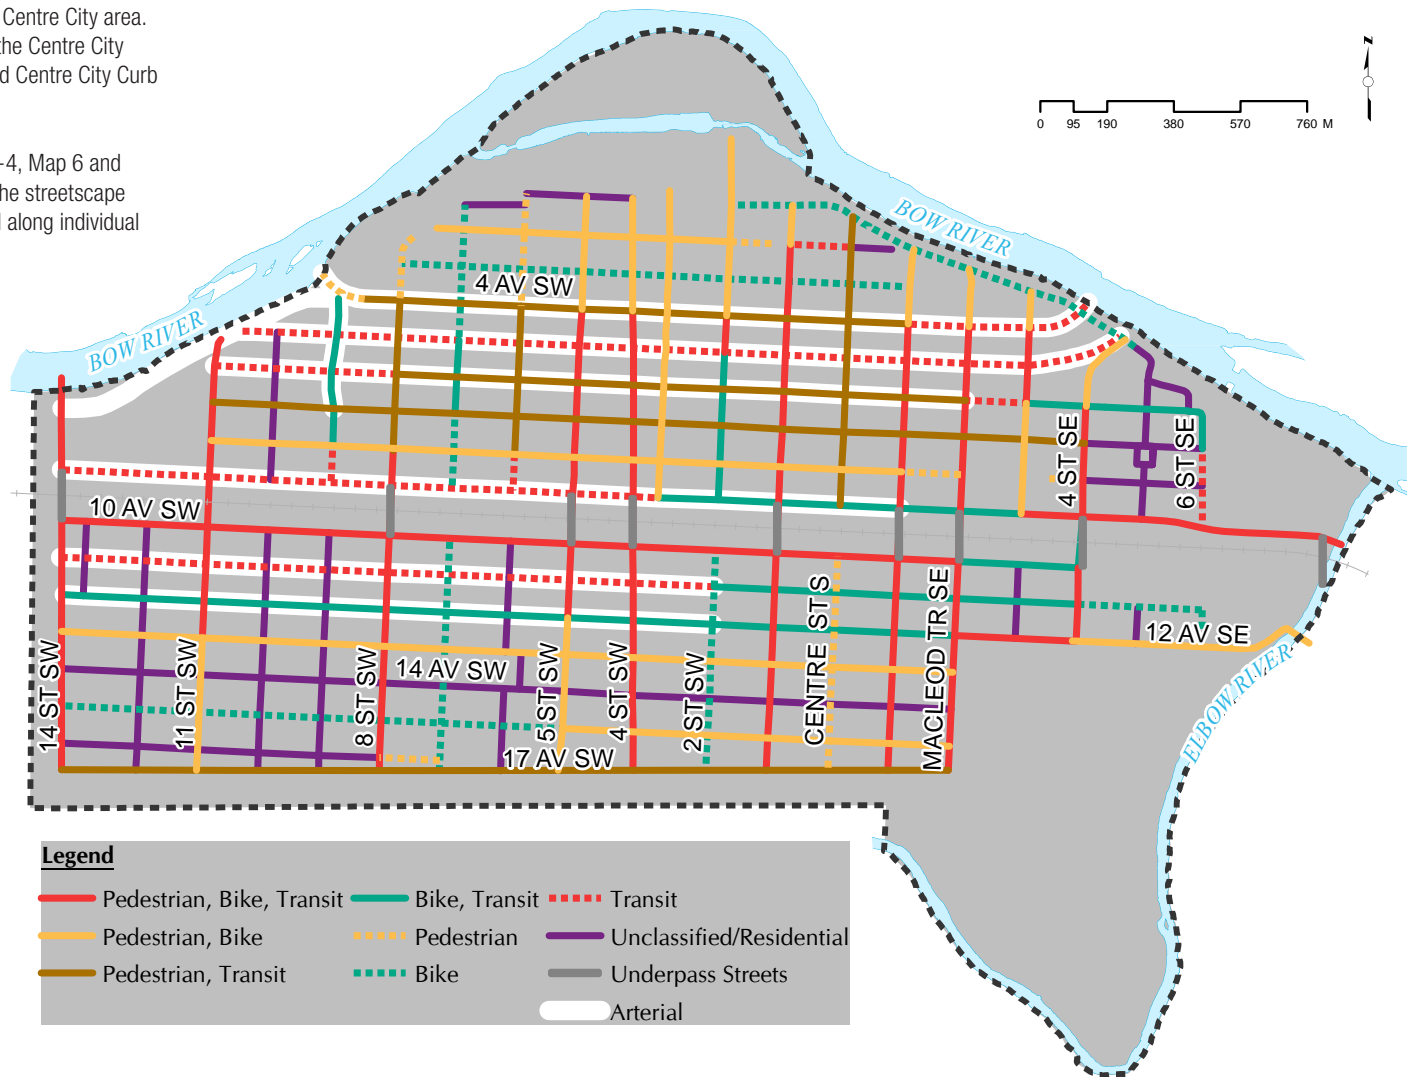 Centre City area.
the Centre City
d Centre City Curb
-4, Map 6 and
he streetscape
l along individual
N
0 95 190 380 570 760 M
BOW RIVER
BOW RIVER
4 AV SW
4 ST SE
6 ST SE
10 AV SW
12 AV SE
14 ST SW
11 ST SW
8 ST SW
14 AV SW
5 ST SW
4 ST SW
2 ST SW
CENTRE ST S
MACLEOD TR SE
17 AV SW
ELBOW RIVER
Legend
Pedestrian, Bike, Transit
Bike, Transit
Transit
Pedestrian, Bike
Pedestrian
Unclassified/Residential
Pedestrian, Transit
Bike
Underpass Streets
Arterial